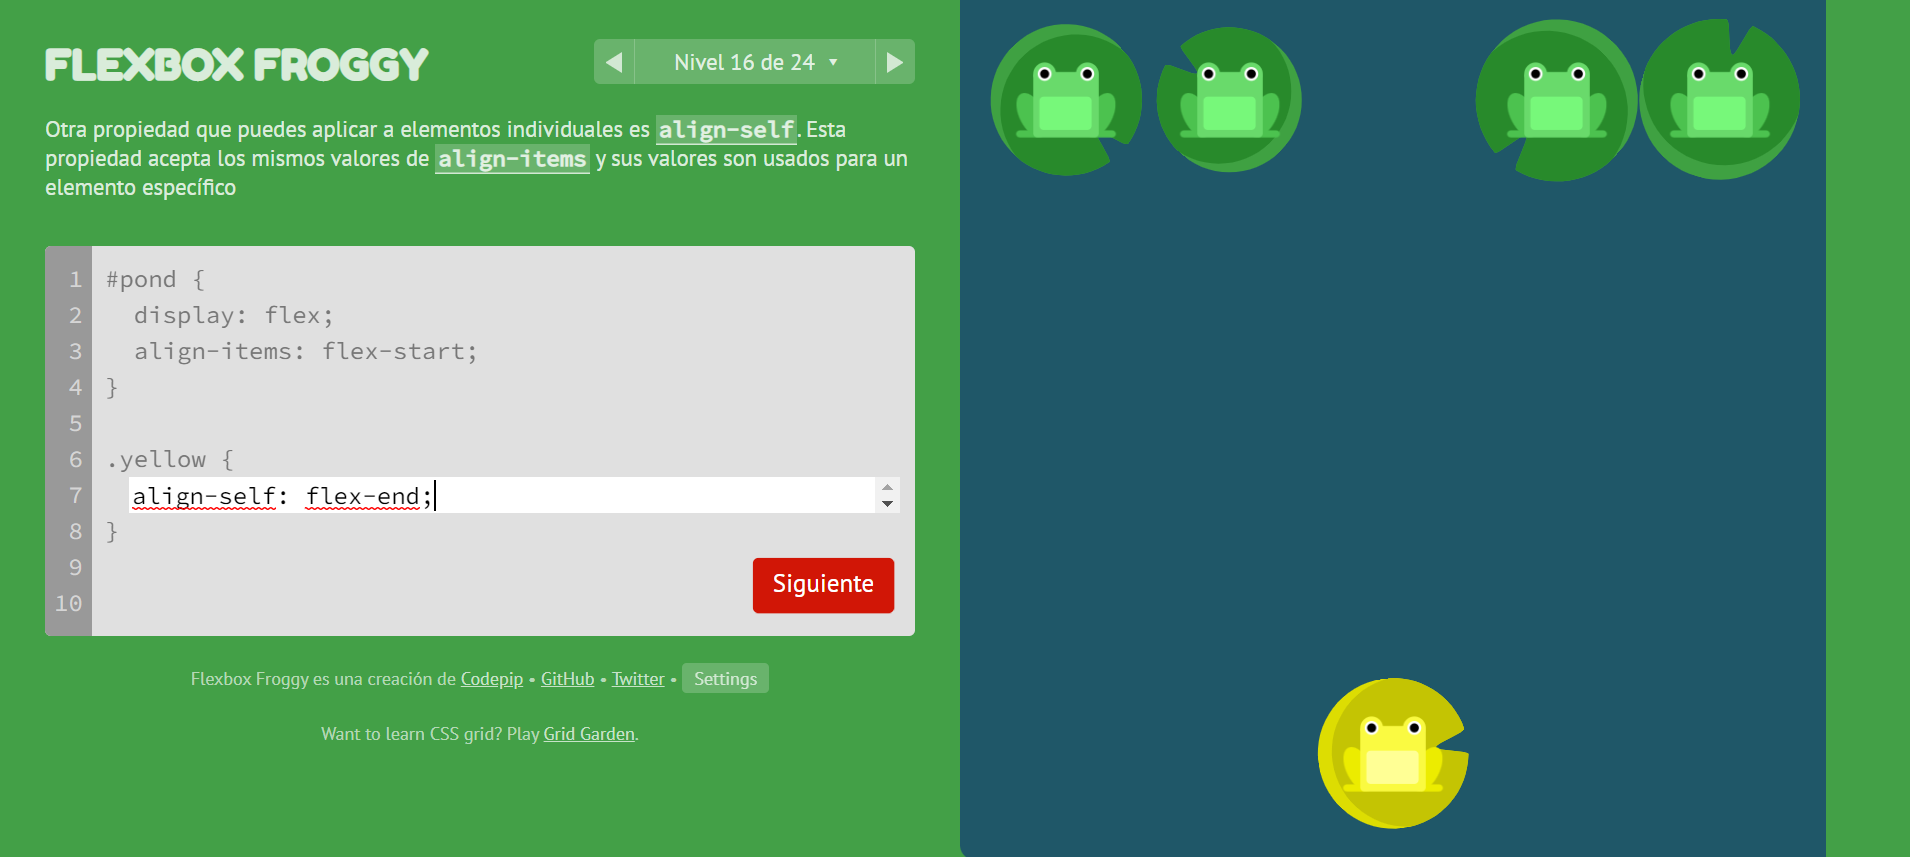 FLEXBOX FROGGY
Nivel 16 de 24 ▼
Otra propiedad que puedes aplicar a elementos individuales es align-self. Esta
propiedad acepta los mismos valores de align-items y sus valores son usados para un
elemento específico
1 #pond {
2 display: flex;
3 align-items: flex-start;
4 }
5
6 .yellow {
7 align-self: flex-end;
8 }
9
10
Siguiente
Flexbox Froggy es una creación de Codepip • GitHub • Twitter • Settings
Want to learn CSS grid? Play Grid Garden.